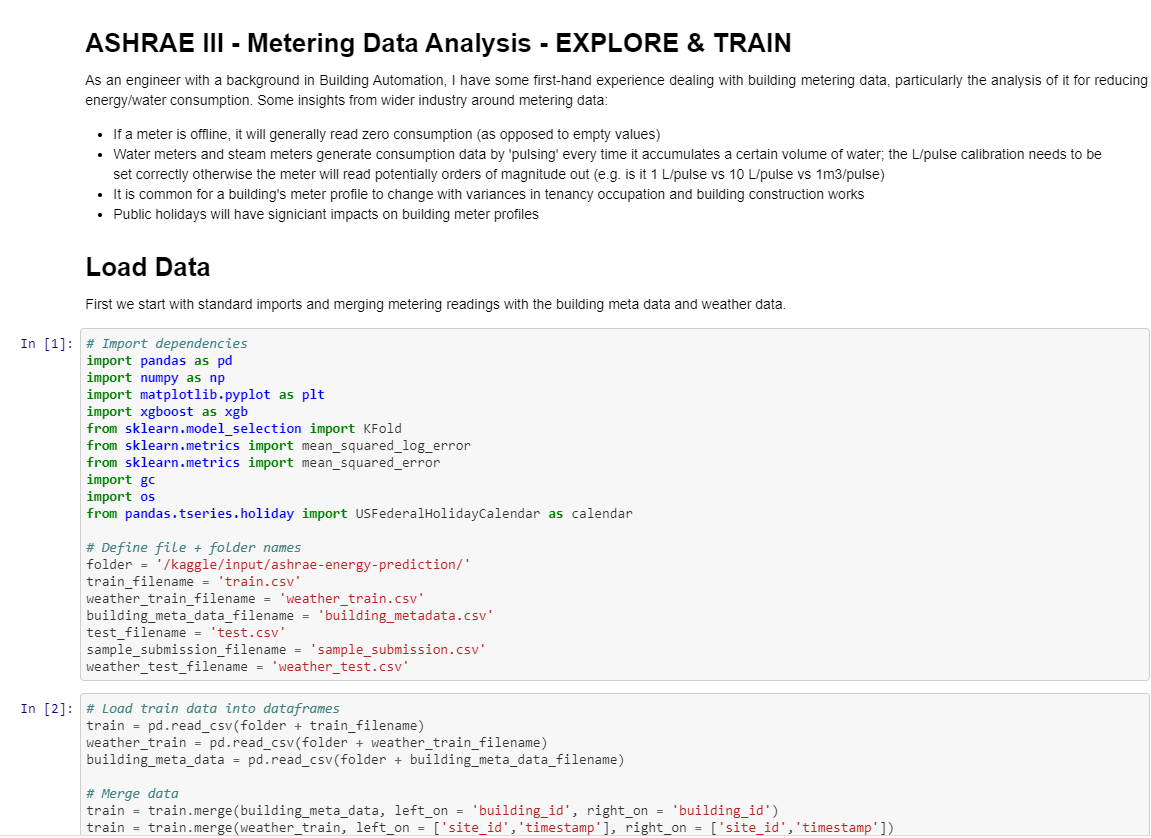 ASHRAE III - Metering Data Analysis - EXPLORE & TRAIN
As an engineer with a background in Building Automation, I have some first-hand experience dealing with building metering data, particularly the analysis of it for reducing
energy/water consumption. Some insights from wider industry around metering data:
• If a meter is offline, it will generally read zero consumption (as opposed to empty values)
• Water meters and steam meters generate consumption data by 'pulsing' every time it accumulates a certain volume of water; the L/pulse calibration needs to be
set correctly otherwise the meter will read potentially orders of magnitude out (e.g. is it 1 L/pulse vs 10 L/pulse vs 1m3/pulse)
• It is common for a building's meter profile to change with variances in tenancy occupation and building construction works
• Public holidays will have signiciant impacts on building meter profiles
Load Data
First we start with standard imports and merging metering readings with the building meta data and weather data.
In [1]: # Import dependencies
import pandas as pd
import numpy as np
import matplotlib.pyplot as plt
import xgboost as xgb
from sklearn.model_selection import KFold
from sklearn.metrics import mean_squared_log_error
from sklearn.metrics import mean_squared_error
import gc
import os
from pandas.tseries.holiday import USFederalHolidayCalendar as calendar
# Define file + folder names
folder = '/kaggle/input/ashrae-energy-prediction/'
train_filename = 'train.csv'
weather_train_filename = 'weather_train.csv'
building_meta_data_filename = 'building_metadata.csv'
test_filename = 'test.csv'
sample_submission_filename = 'sample_submission.csv'
weather_test_filename = 'weather_test.csv'
In [2]: # Load train data into dataframes
train = pd.read_csv(folder + train_filename)
weather_train = pd.read_csv(folder + weather_train_filename)
building_meta_data = pd.read_csv(folder + building_meta_data_filename)
# Merge data
train = train.merge(building_meta_data, left_on = 'building_id', right_on = 'building_id')
train = train.merge(weather_train, left_on = ['site_id','timestamp'], right_on = ['site_id','timestamp'])